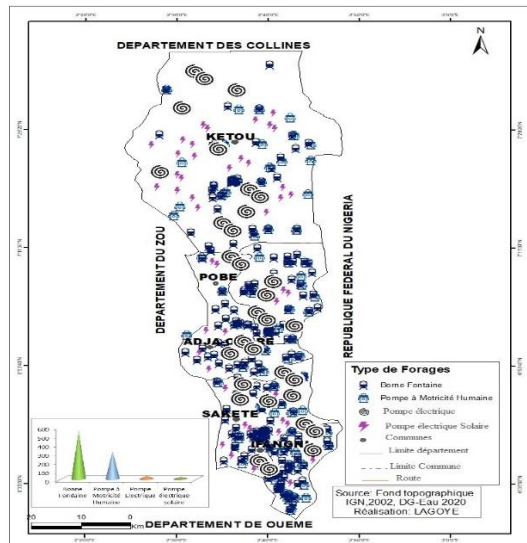 N
DEPARTEMENT DES COLLINES
KETOU
DEPARTEMENT DU ZOU
REPUBLIQUE FEDERAL DU NIGERIA
POBE
SAKETE
Type de Forages
Borne Fontaine
Pompe à Motricité Humaine
Pompe électrique
Pompe électrique Solaire
Communes
Limite département
Limite Commune
Route
Source: Fond topographique
IGN,2002, DG-Eau 2020
Réalisation: LAGOYE
600
500
400
300
200
100
0
Borne Fontaine
Pompe à Motricité Humaine
Pompe Electrique
Pompe électrique solaire
20
10
0
20
Km
DEPARTEMENT DE OUEME